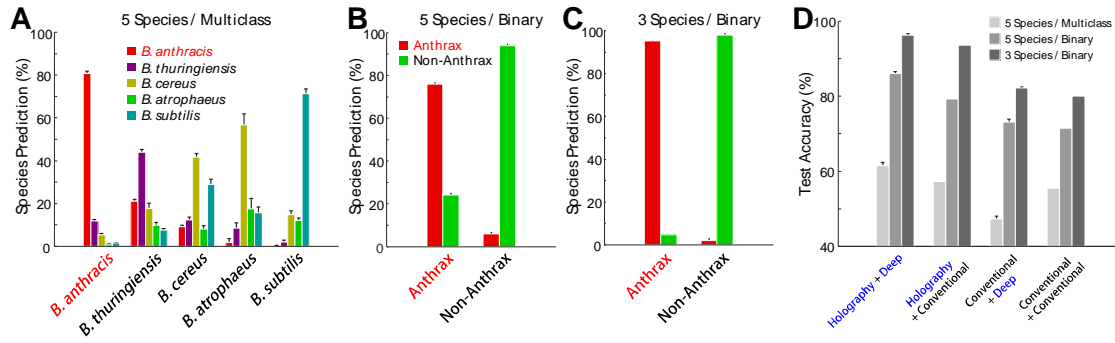 A
5 Species / Multiclass
Species Prediction (%)
100
80
60
40
20
0
B. anthracis
B. thuringiensis
B. cereus
B. atrophaeus
B. subtilis
B. anthracis
B. thuringiensis
B. cereus
B. atrophaeus
B. subtilis
B
5 Species / Binary
Species Prediction (%)
100
80
60
40
20
0
Anthrax
Non-Anthrax
Anthrax
Non-Anthrax
C
3 Species / Binary
Species Prediction (%)
100
80
60
40
20
0
Anthrax
Non-Anthrax
D
Test Accuracy (%)
100
80
60
40
5 Species / Multiclass
5 Species / Binary
3 Species / Binary
Holography + Deep
Holography
+ Conventional
Conventional
+ Deep
Conventional
+ Conventional